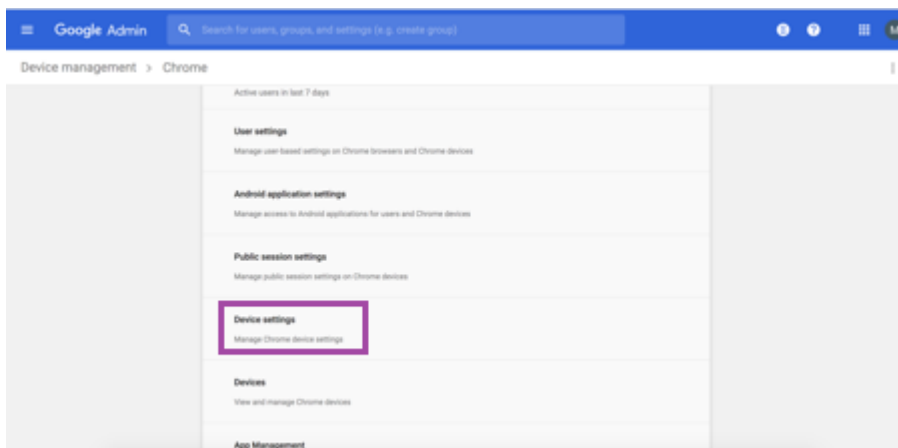 Google Admin
Search for users, groups, and settings (e.g. create group)
Device management > Chrome
Active users in last 7 days
User settings
Manage user-based settings on Chrome browsers and Chrome devices
Android application settings
Manage access to Android applications for users and Chrome devices
Public session settings
Manage public session settings on Chrome devices
Device settings
Manage Chrome device settings
Devices
View and manage Chrome devices
App Management